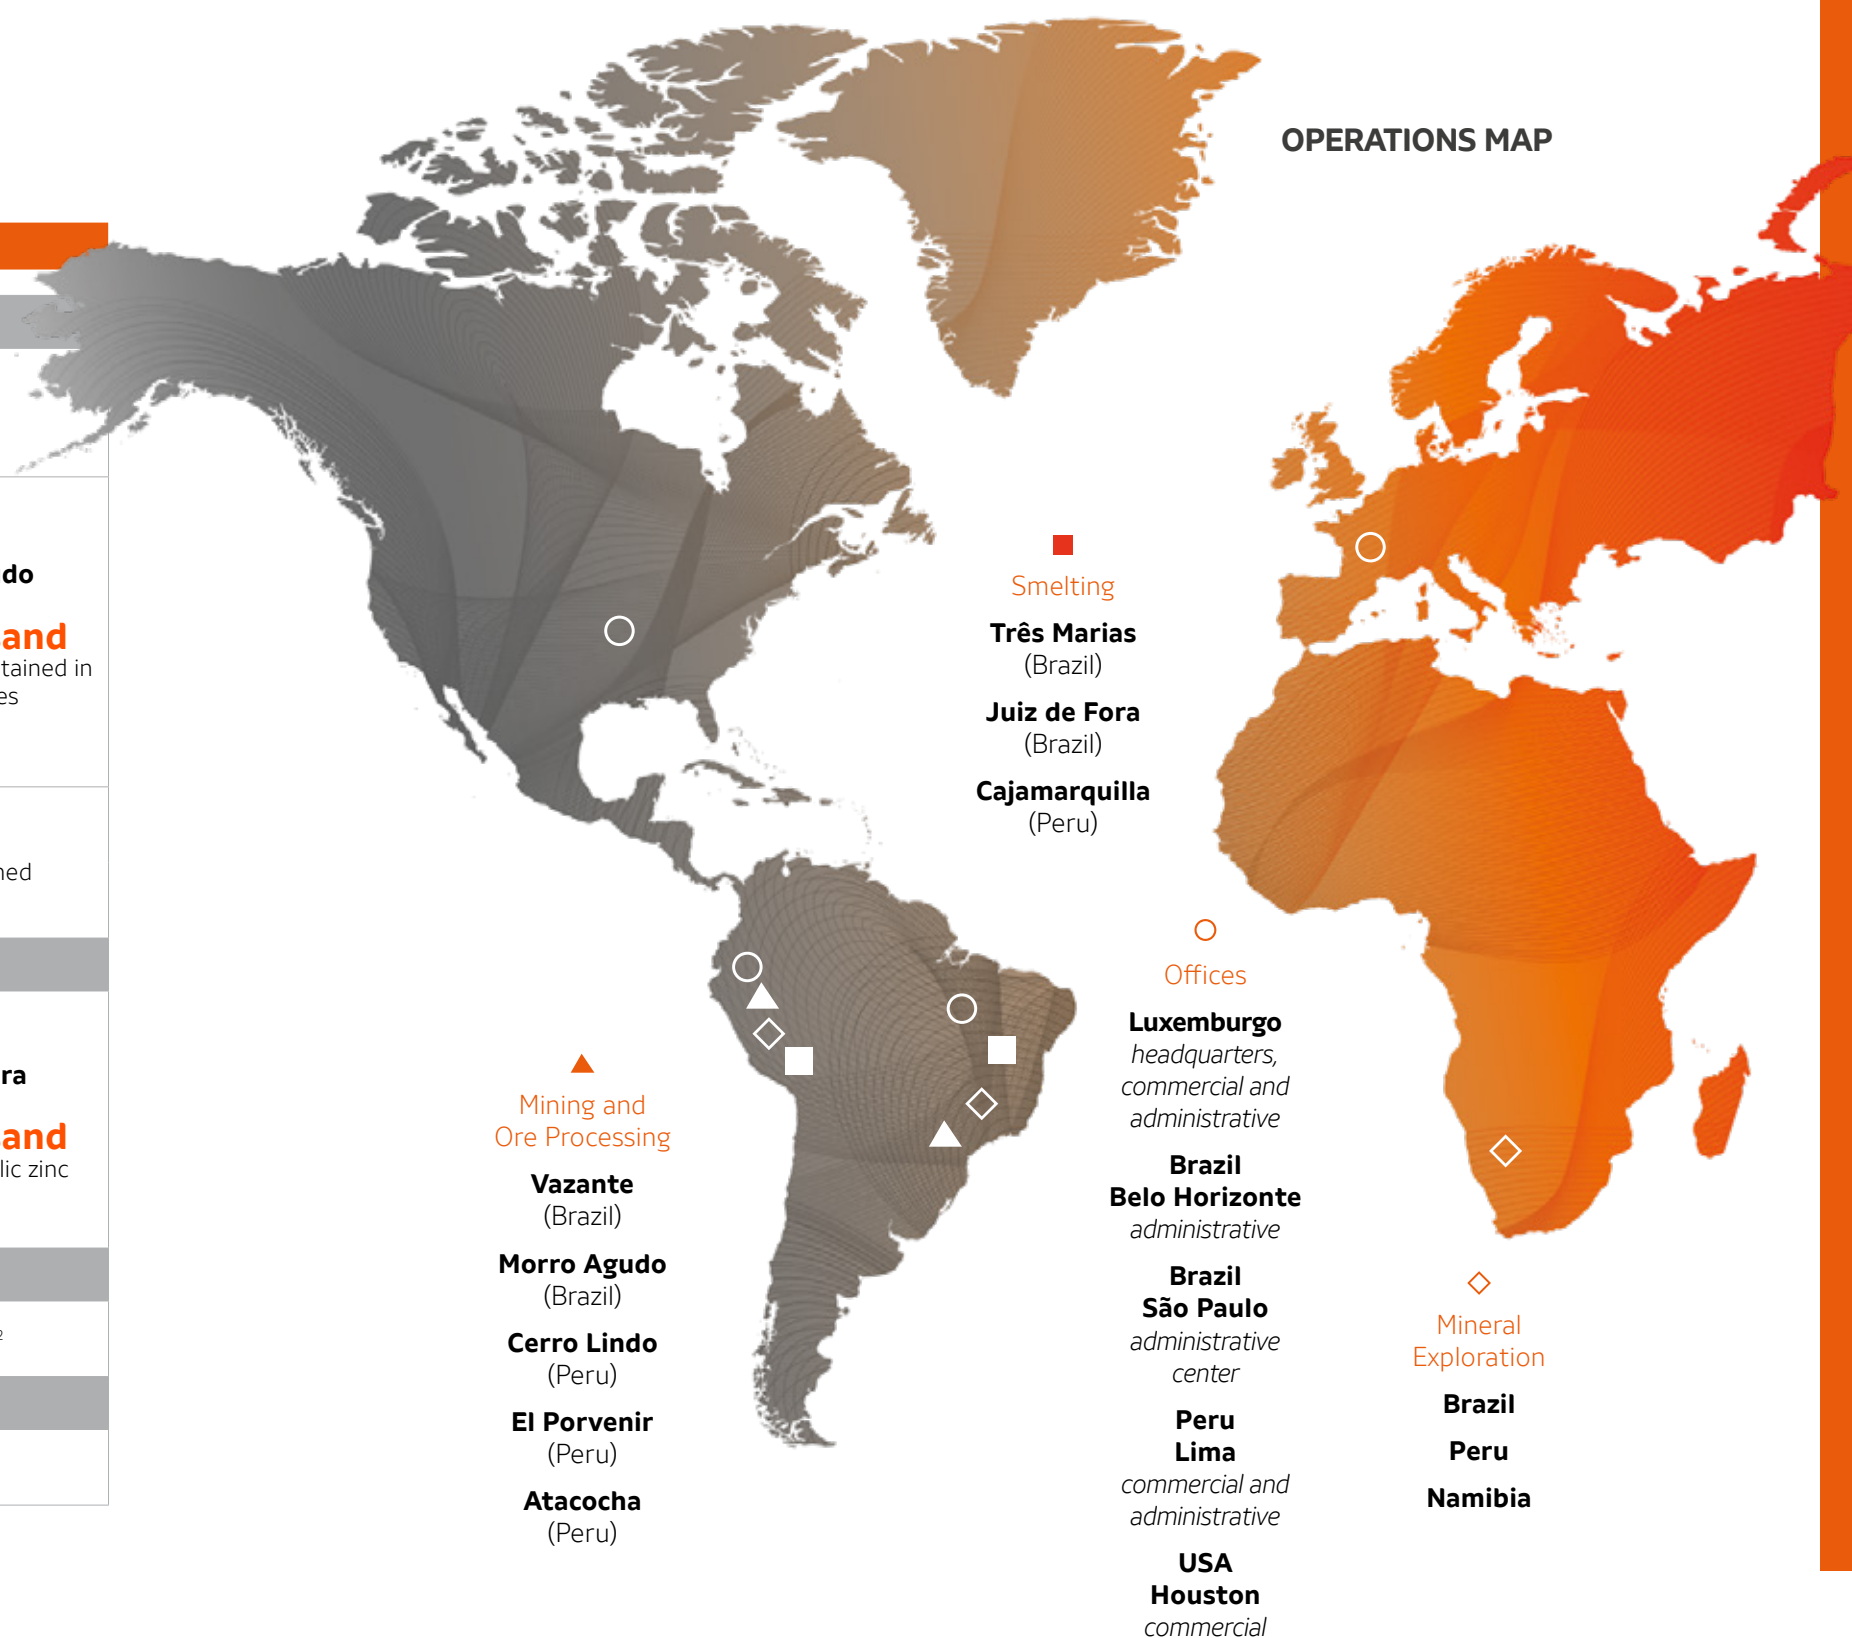 OPERATIONS MAP
do
and
tained in
es
ned
ra
and
lic zinc
2
Smelting
Três Marias
(Brazil)
Juiz de Fora
(Brazil)
Cajamarquilla
(Peru)
Mining and
Ore Processing
Vazante
(Brazil)
Morro Agudo
(Brazil)
Cerro Lindo
(Peru)
El Porvenir
(Peru)
Atacocha
(Peru)
Offices
Luxemburgo
headquarters,
commercial and
administrative
Brazil
Belo Horizonte
administrative
Brazil
São Paulo
administrative
center
Peru
Lima
commercial and
administrative
USA
Houston
commercial
Mineral
Exploration
Brazil
Peru
Namibia